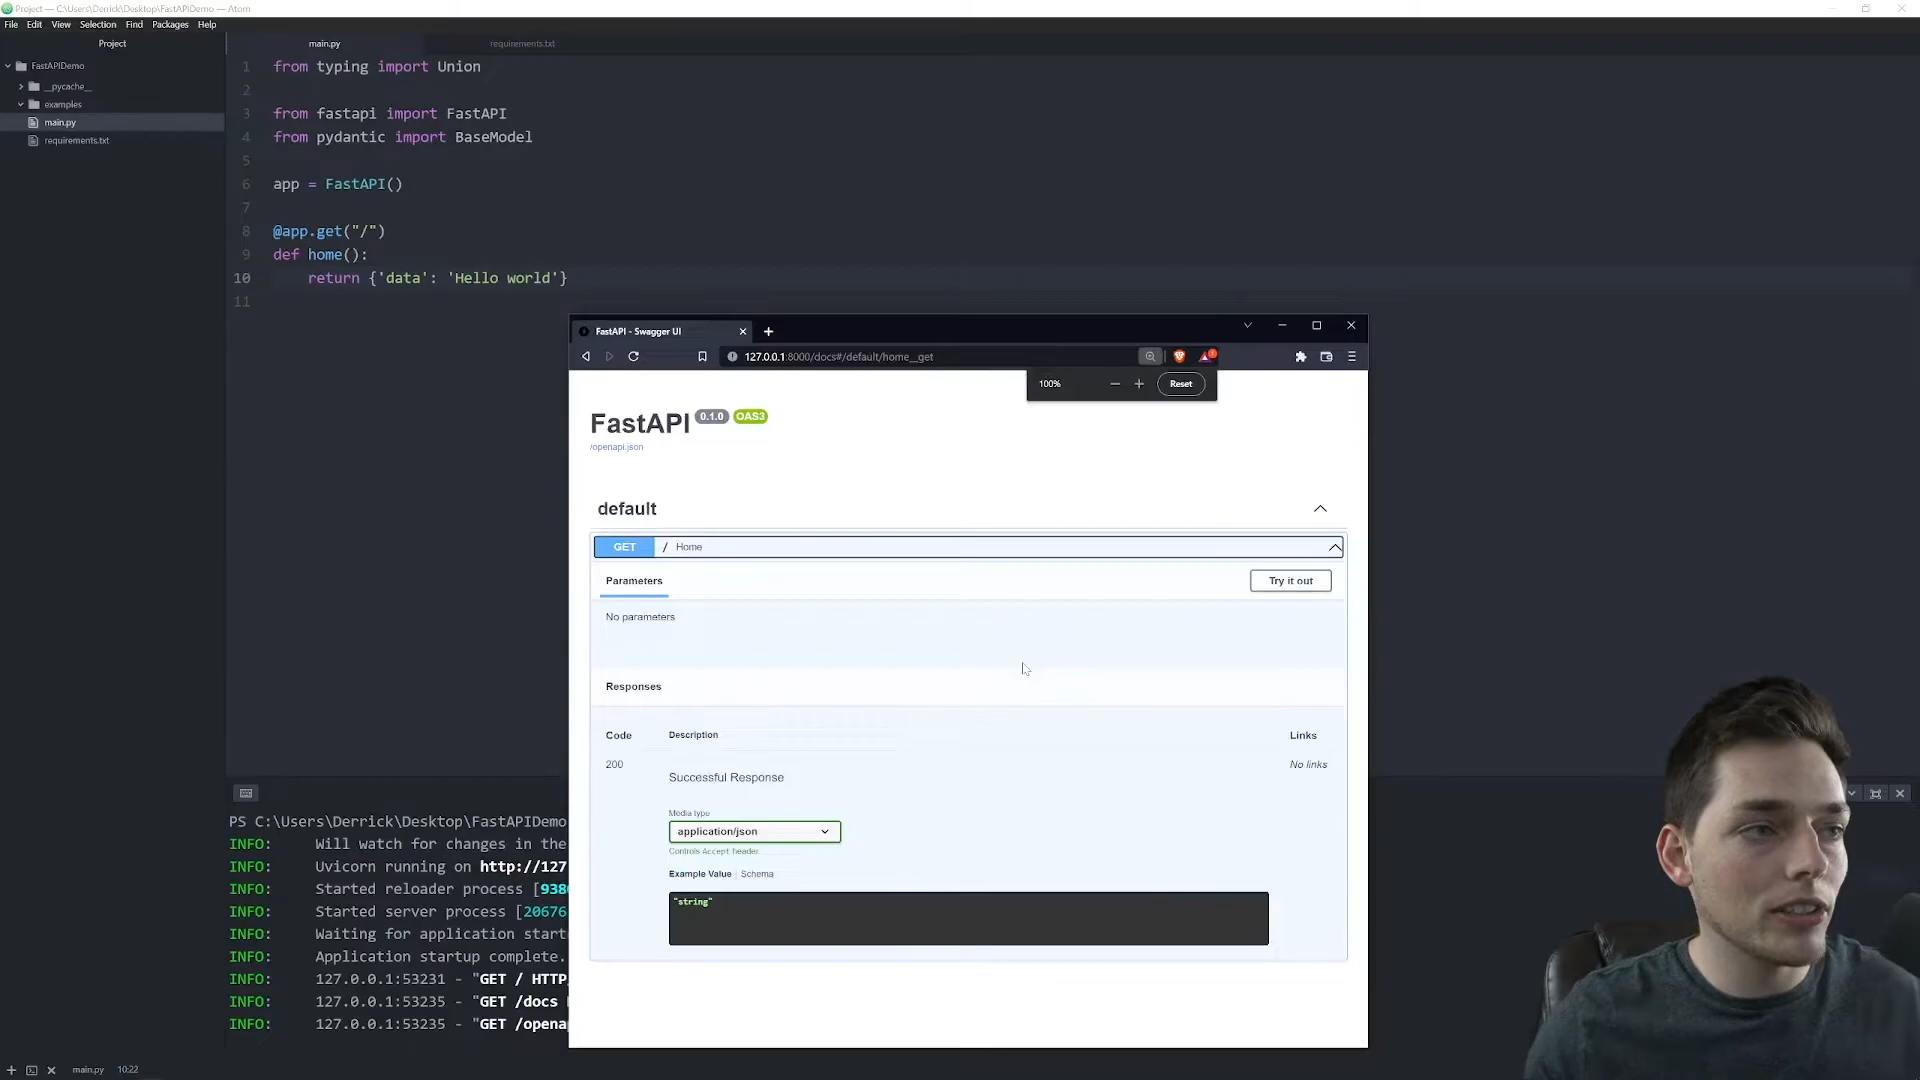 Project — C:\Users\Derrick\Desktop\FastAPIDemo — Atom
File Edit View Selection Find Packages Help
Project
main.py
requirements.txt
FastAPIDemo
__pycache__
examples
main.py
requirements.txt
1 from typing import Union
2
3 from fastapi import FastAPI
4 from pydantic import BaseModel
5
6 app = FastAPI()
7
8 @app.get("/")
9 def home():
10 return {'data': 'Hello world'}
11
FastAPI - Swagger UI
127.0.0.1:8000/docs#/default/home__get
100% Reset
FastAPI 0.1.0 OAS3
/openapi.json
default
GET / Home
Parameters
Try it out
No parameters
Responses
Code Description Links
200 Successful Response No links
Media type
application/json
Controls Accept header.
Example Value | Schema
"string"
PS C:\Users\Derrick\Desktop\FastAPIDemo
INFO: Will watch for changes in the
INFO: Uvicorn running on http://127
INFO: Started reloader process [938
INFO: Started server process [20676
INFO: Waiting for application start
INFO: Application startup complete.
INFO: 127.0.0.1:53231 - "GET / HTTP
INFO: 127.0.0.1:53235 - "GET /docs
INFO: 127.0.0.1:53235 - "GET /opena
main.py 10:22